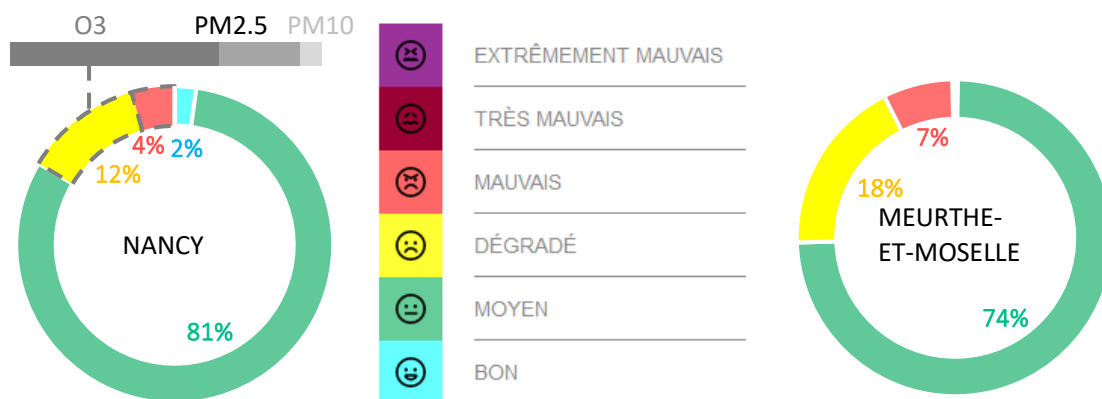 O3 PM2.5 PM10
4% 2%
12%
NANCY
81%
EXTRÊMEMENT MAUVAIS
TRÈS MAUVAIS
MAUVAIS
DÉGRADÉ
MOYEN
BON
7%
18%
MEURTHE-
ET-MOSELLE
74%